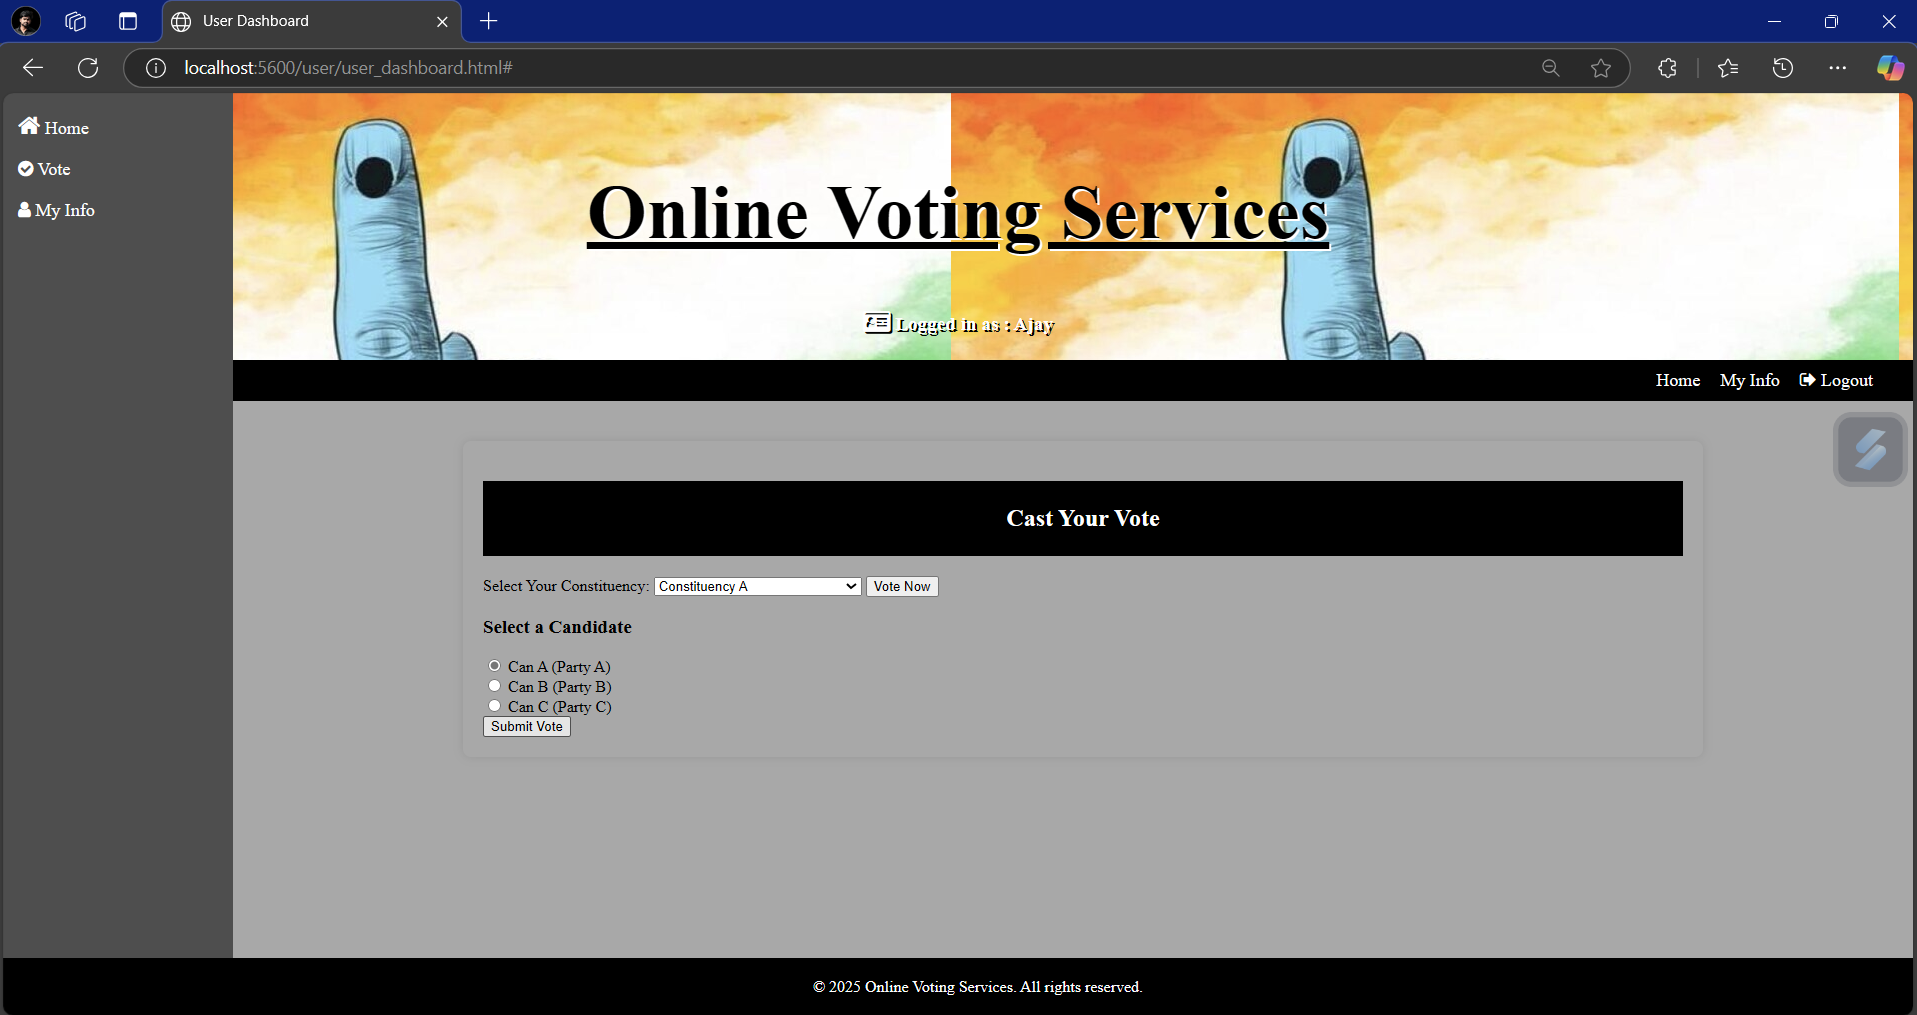 User Dashboard
localhost:5600/user/user_dashboard.html#
Home
Vote
My Info
Online Voting Services
Logged in as : Ajay
Home My Info Logout
Cast Your Vote
Select Your Constituency: Constituency A Vote Now
Select a Candidate
Can A (Party A)
Can B (Party B)
Can C (Party C)
Submit Vote
© 2025 Online Voting Services. All rights reserved.